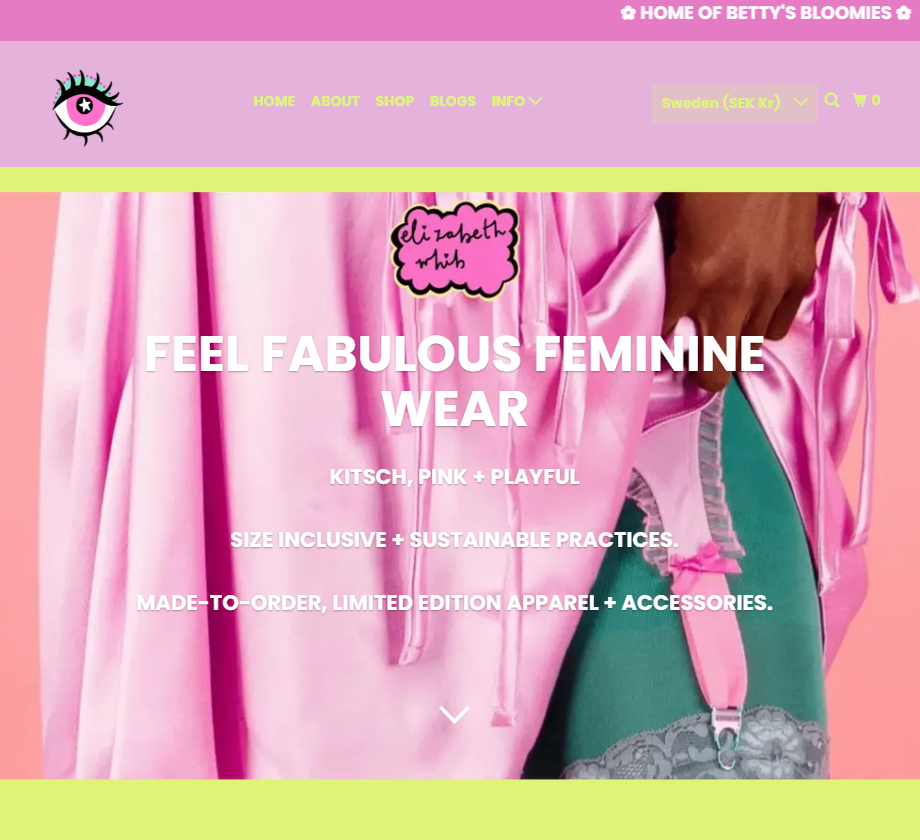 ✿ HOME OF BETTY'S BLOOMIES ✿
HOME ABOUT SHOP BLOGS INFO
Sweden (SEK Kr)
0
elizabeth
whib
FEEL FABULOUS FEMININE
WEAR
KITSCH, PINK + PLAYFUL
SIZE INCLUSIVE + SUSTAINABLE PRACTICES.
MADE-TO-ORDER, LIMITED EDITION APPAREL + ACCESSORIES.